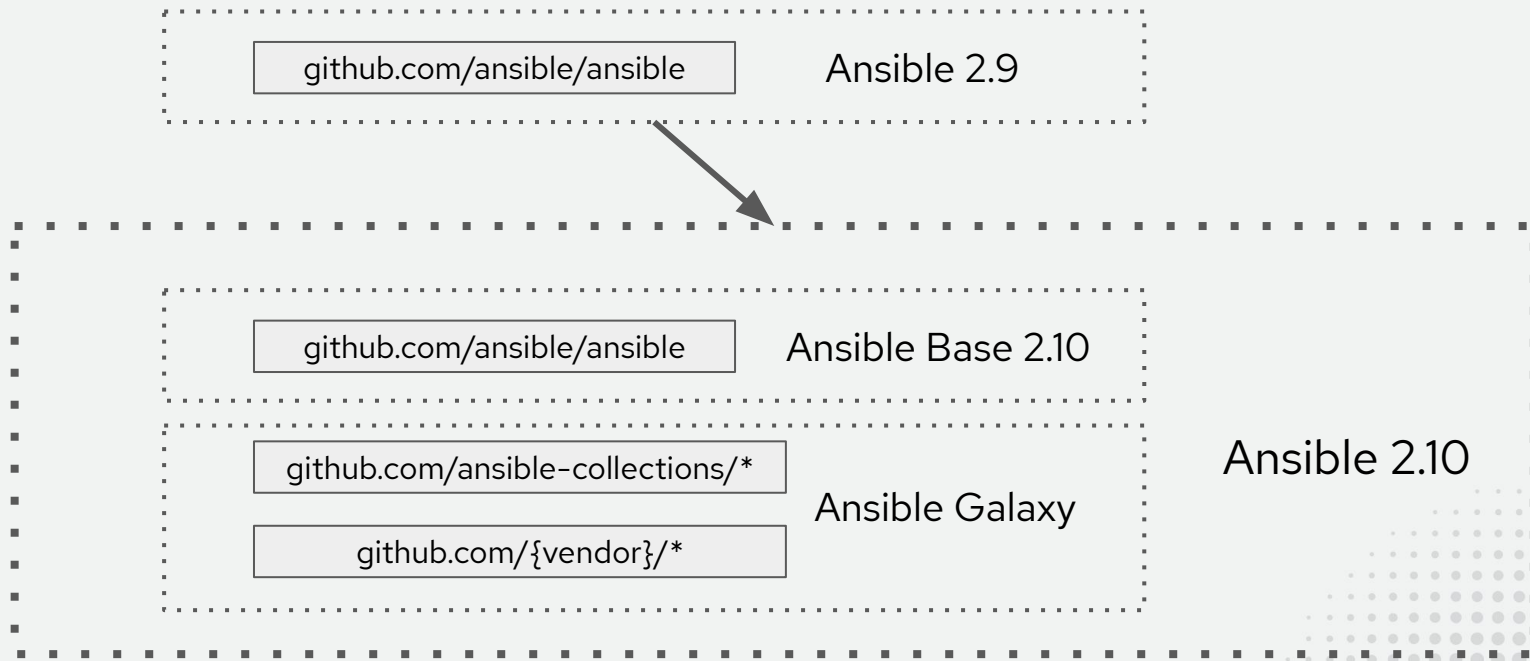 github.com/ansible/ansible
Ansible 2.9
github.com/ansible/ansible
Ansible Base 2.10
github.com/ansible-collections/*
Ansible Galaxy
github.com/{vendor}/*
Ansible 2.10